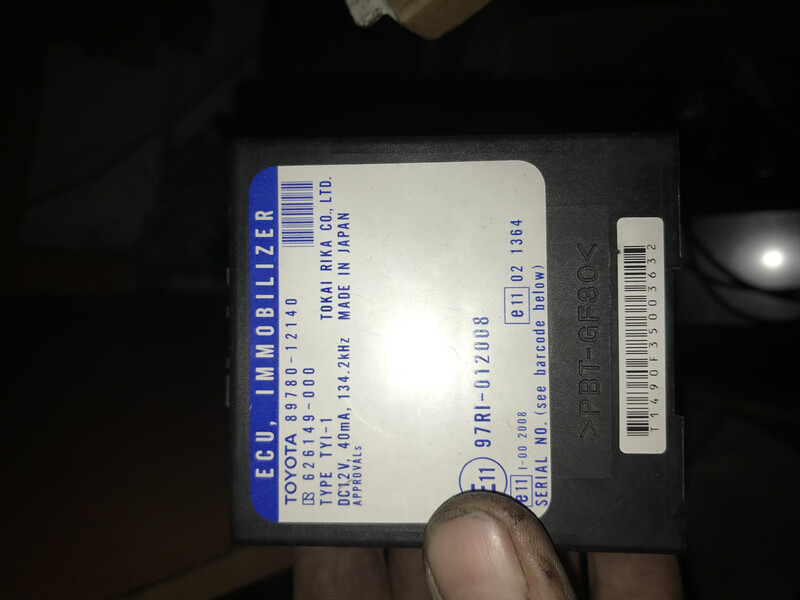 ECU, IMMOBILIZER
TOYOTA 89780-12140
626149-000
TYPE TYI-1 TOKAI RIKA CO., LTD.
DC12V, 40mA, 134.2kHz MADE IN JAPAN
APPROVALs
E11 97RI-012008
e11 I-00 2008 e11 02 1364
SERIAL NO. (see barcode below)
>PBT-GF30<
T1490F35003632